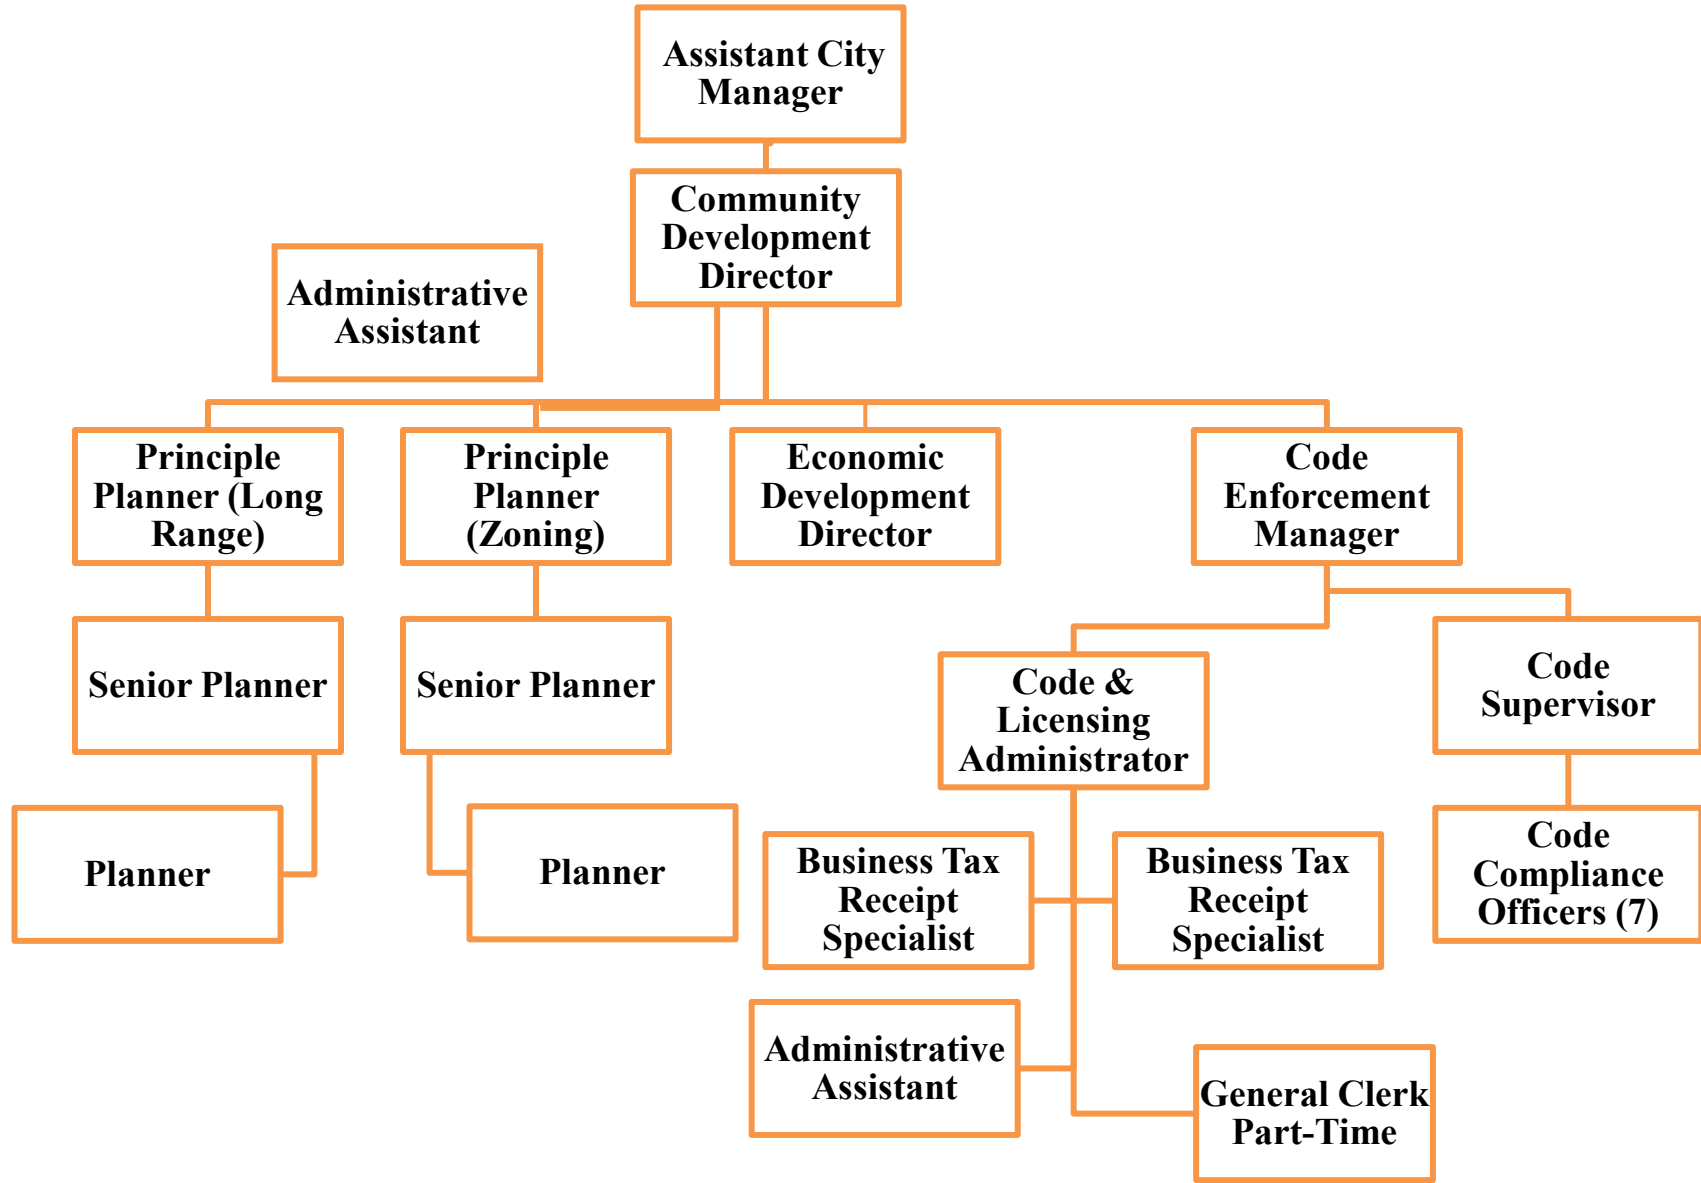 Assistant City
Manager
Community
Development
Director
Administrative
Assistant
Principle
Planner (Long
Range)
Principle
Planner
(Zoning)
Economic
Development
Director
Code
Enforcement
Manager
Senior Planner
Senior Planner
Code &
Licensing
Administrator
Code
Supervisor
Planner
Planner
Business Tax
Receipt
Specialist
Business Tax
Receipt
Specialist
Code
Compliance
Officers (7)
Administrative
Assistant
General Clerk
Part-Time